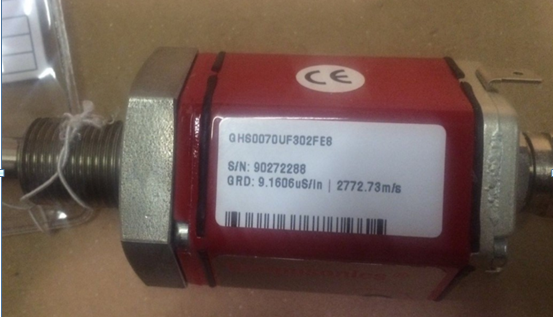 CE
GHS0070UF302FE8
S/N: 90272288
GRD: 9.1606uS/in | 2772.73m/s